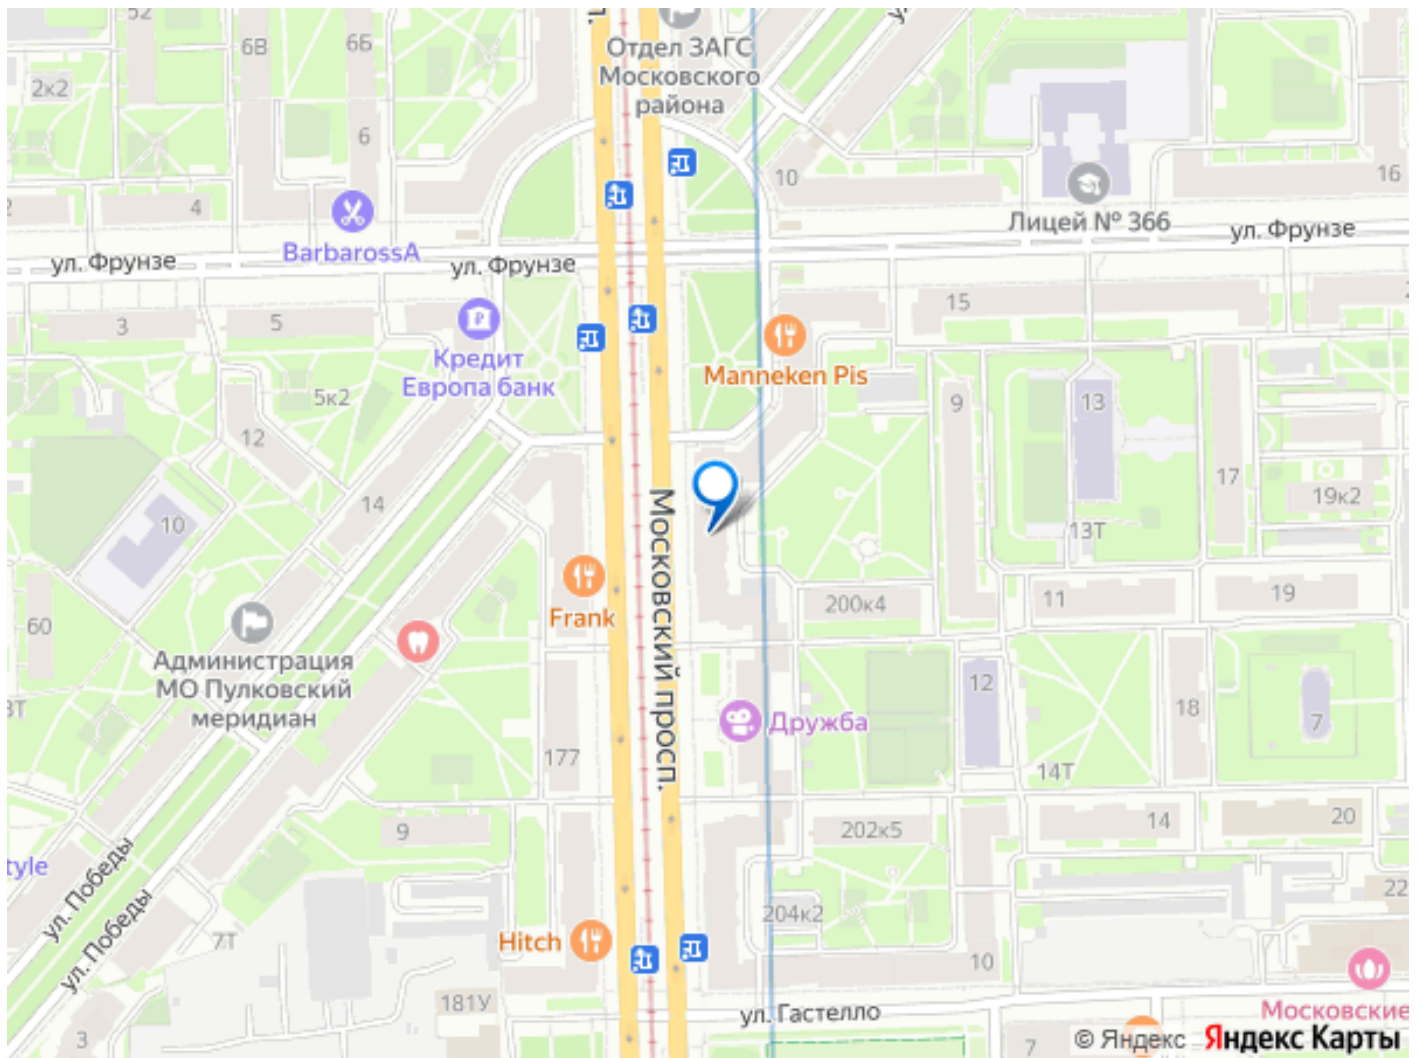 52
6В
6Б
Отдел ЗАГС
Московского
района
2к2
6
10
16
4
Лицей № 366
BarbarossA
ул. Фрунзе
ул. Фрунзе
ул. Фрунзе
3
5
15
Кредит
Европа банк
Manneken Pis
5к2
9
13
12
14
17
19к2
10
13Т
Московский просп.
Frank
200к4
11
19
60
Администрация
МО Пулковский
меридиан
12
18
7
Дружба
177
14Т
9
202к5
14
20
tyle
ул. Победы
ул. Победы
22
204к2
7Т
Hitch
10
181У
ул. Гастелло
Московские
3
7
© Яндекс Яндекс Карты